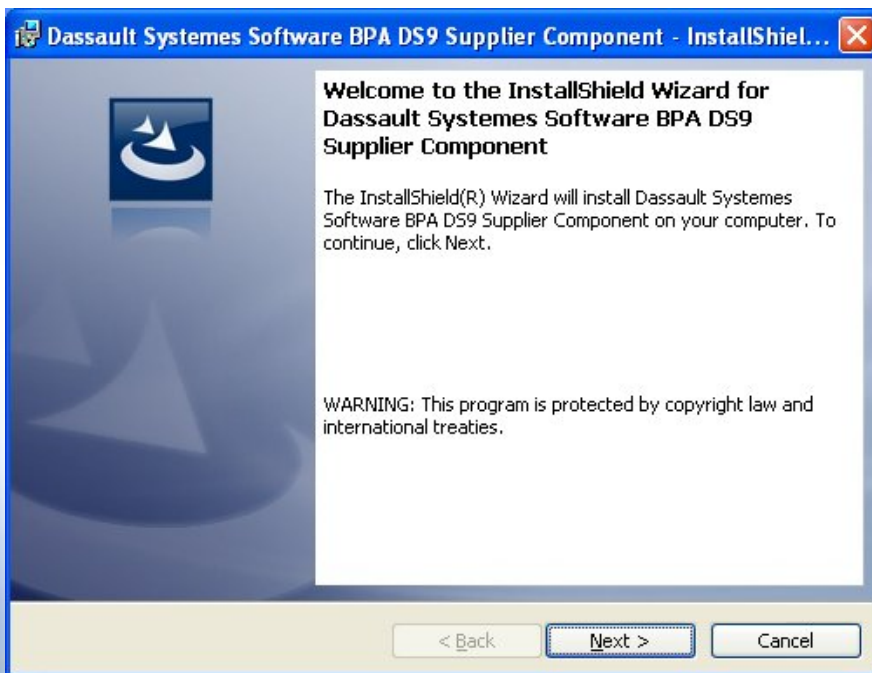 Dassault Systemes Software BPA DS9 Supplier Component - InstallShiel...
Welcome to the InstallShield Wizard for
Dassault Systemes Software BPA DS9
Supplier Component
The InstallShield(R) Wizard will install Dassault Systemes
Software BPA DS9 Supplier Component on your computer. To
continue, click Next.
WARNING: This program is protected by copyright law and
international treaties.
< Back
Next >
Cancel